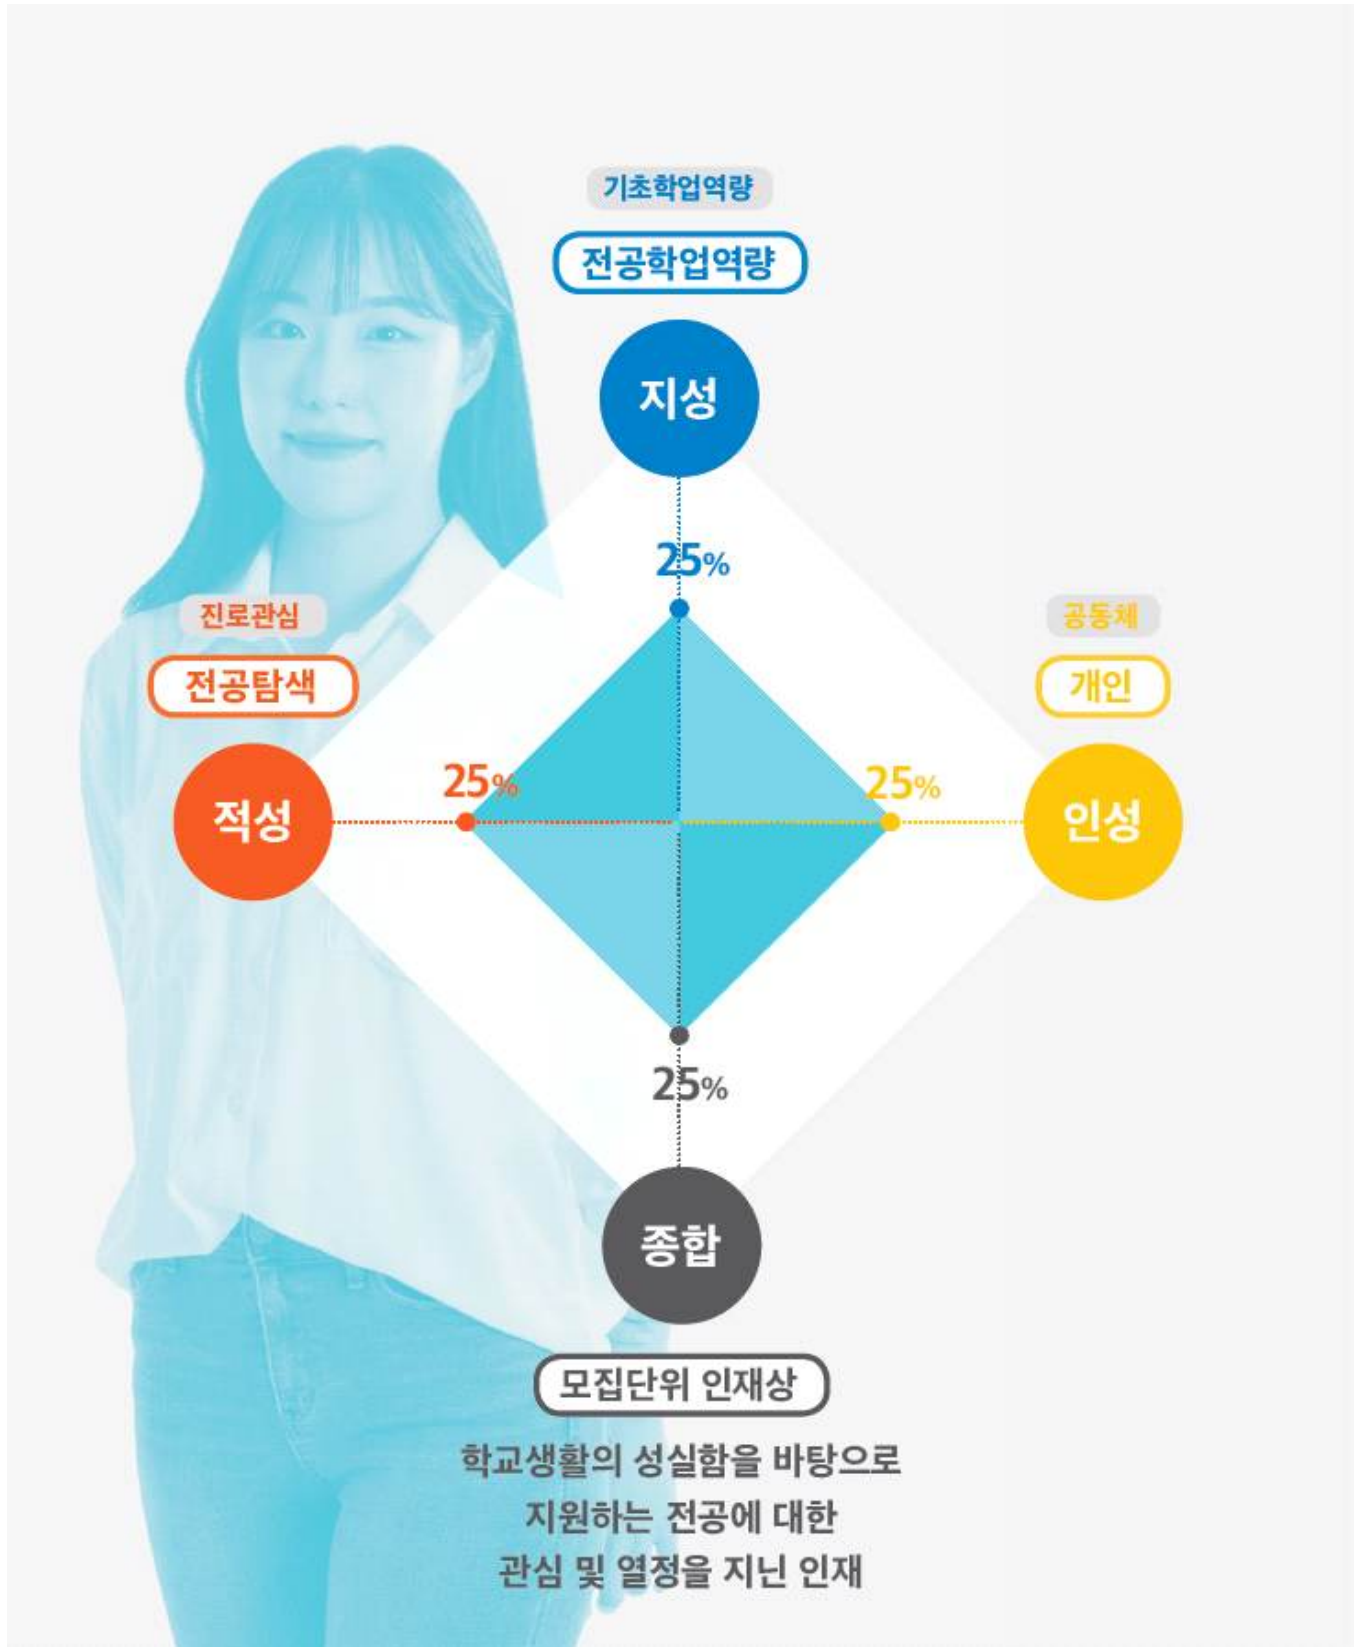 기초학업역량
전공학업역량
지성
25%
진로관심
전공탐색
적성
25%
공동체
개인
인성
25%
25%
종합
모집단위 인재상
학교생활의 성실함을 바탕으로
지원하는 전공에 대한
관심 및 열정을 지닌 인재